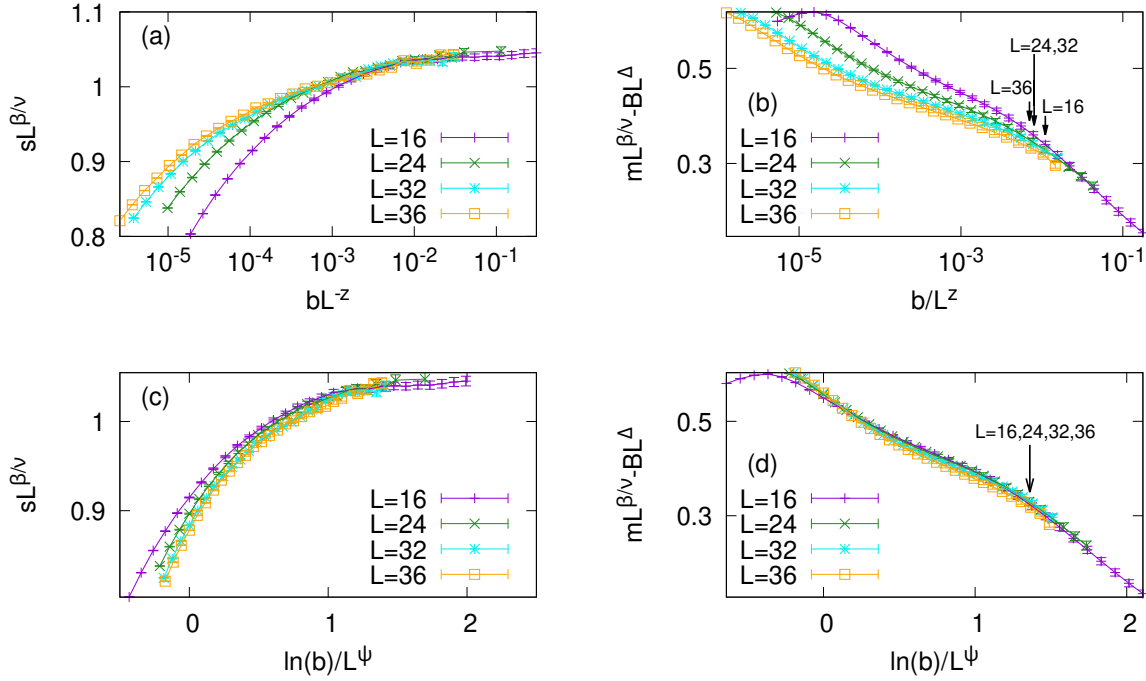 (a)
sL^β/ν
1.1
1.0
0.9
0.8
L=16
L=24
L=32
L=36
10^-5
10^-4
10^-3
10^-2
10^-1
bL^-z
(b)
mL^β/ν-BL^Δ
0.5
0.3
L=24,32
L=36
L=16
L=16
L=24
L=32
L=36
10^-5
10^-3
10^-1
b/L^z
(c)
sL^β/ν
1
0.9
L=16
L=24
L=32
L=36
0
1
2
ln(b)/L^ψ
(d)
mL^β/ν-BL^Δ
0.5
0.3
L=16,24,32,36
L=16
L=24
L=32
L=36
0
1
2
ln(b)/L^ψ